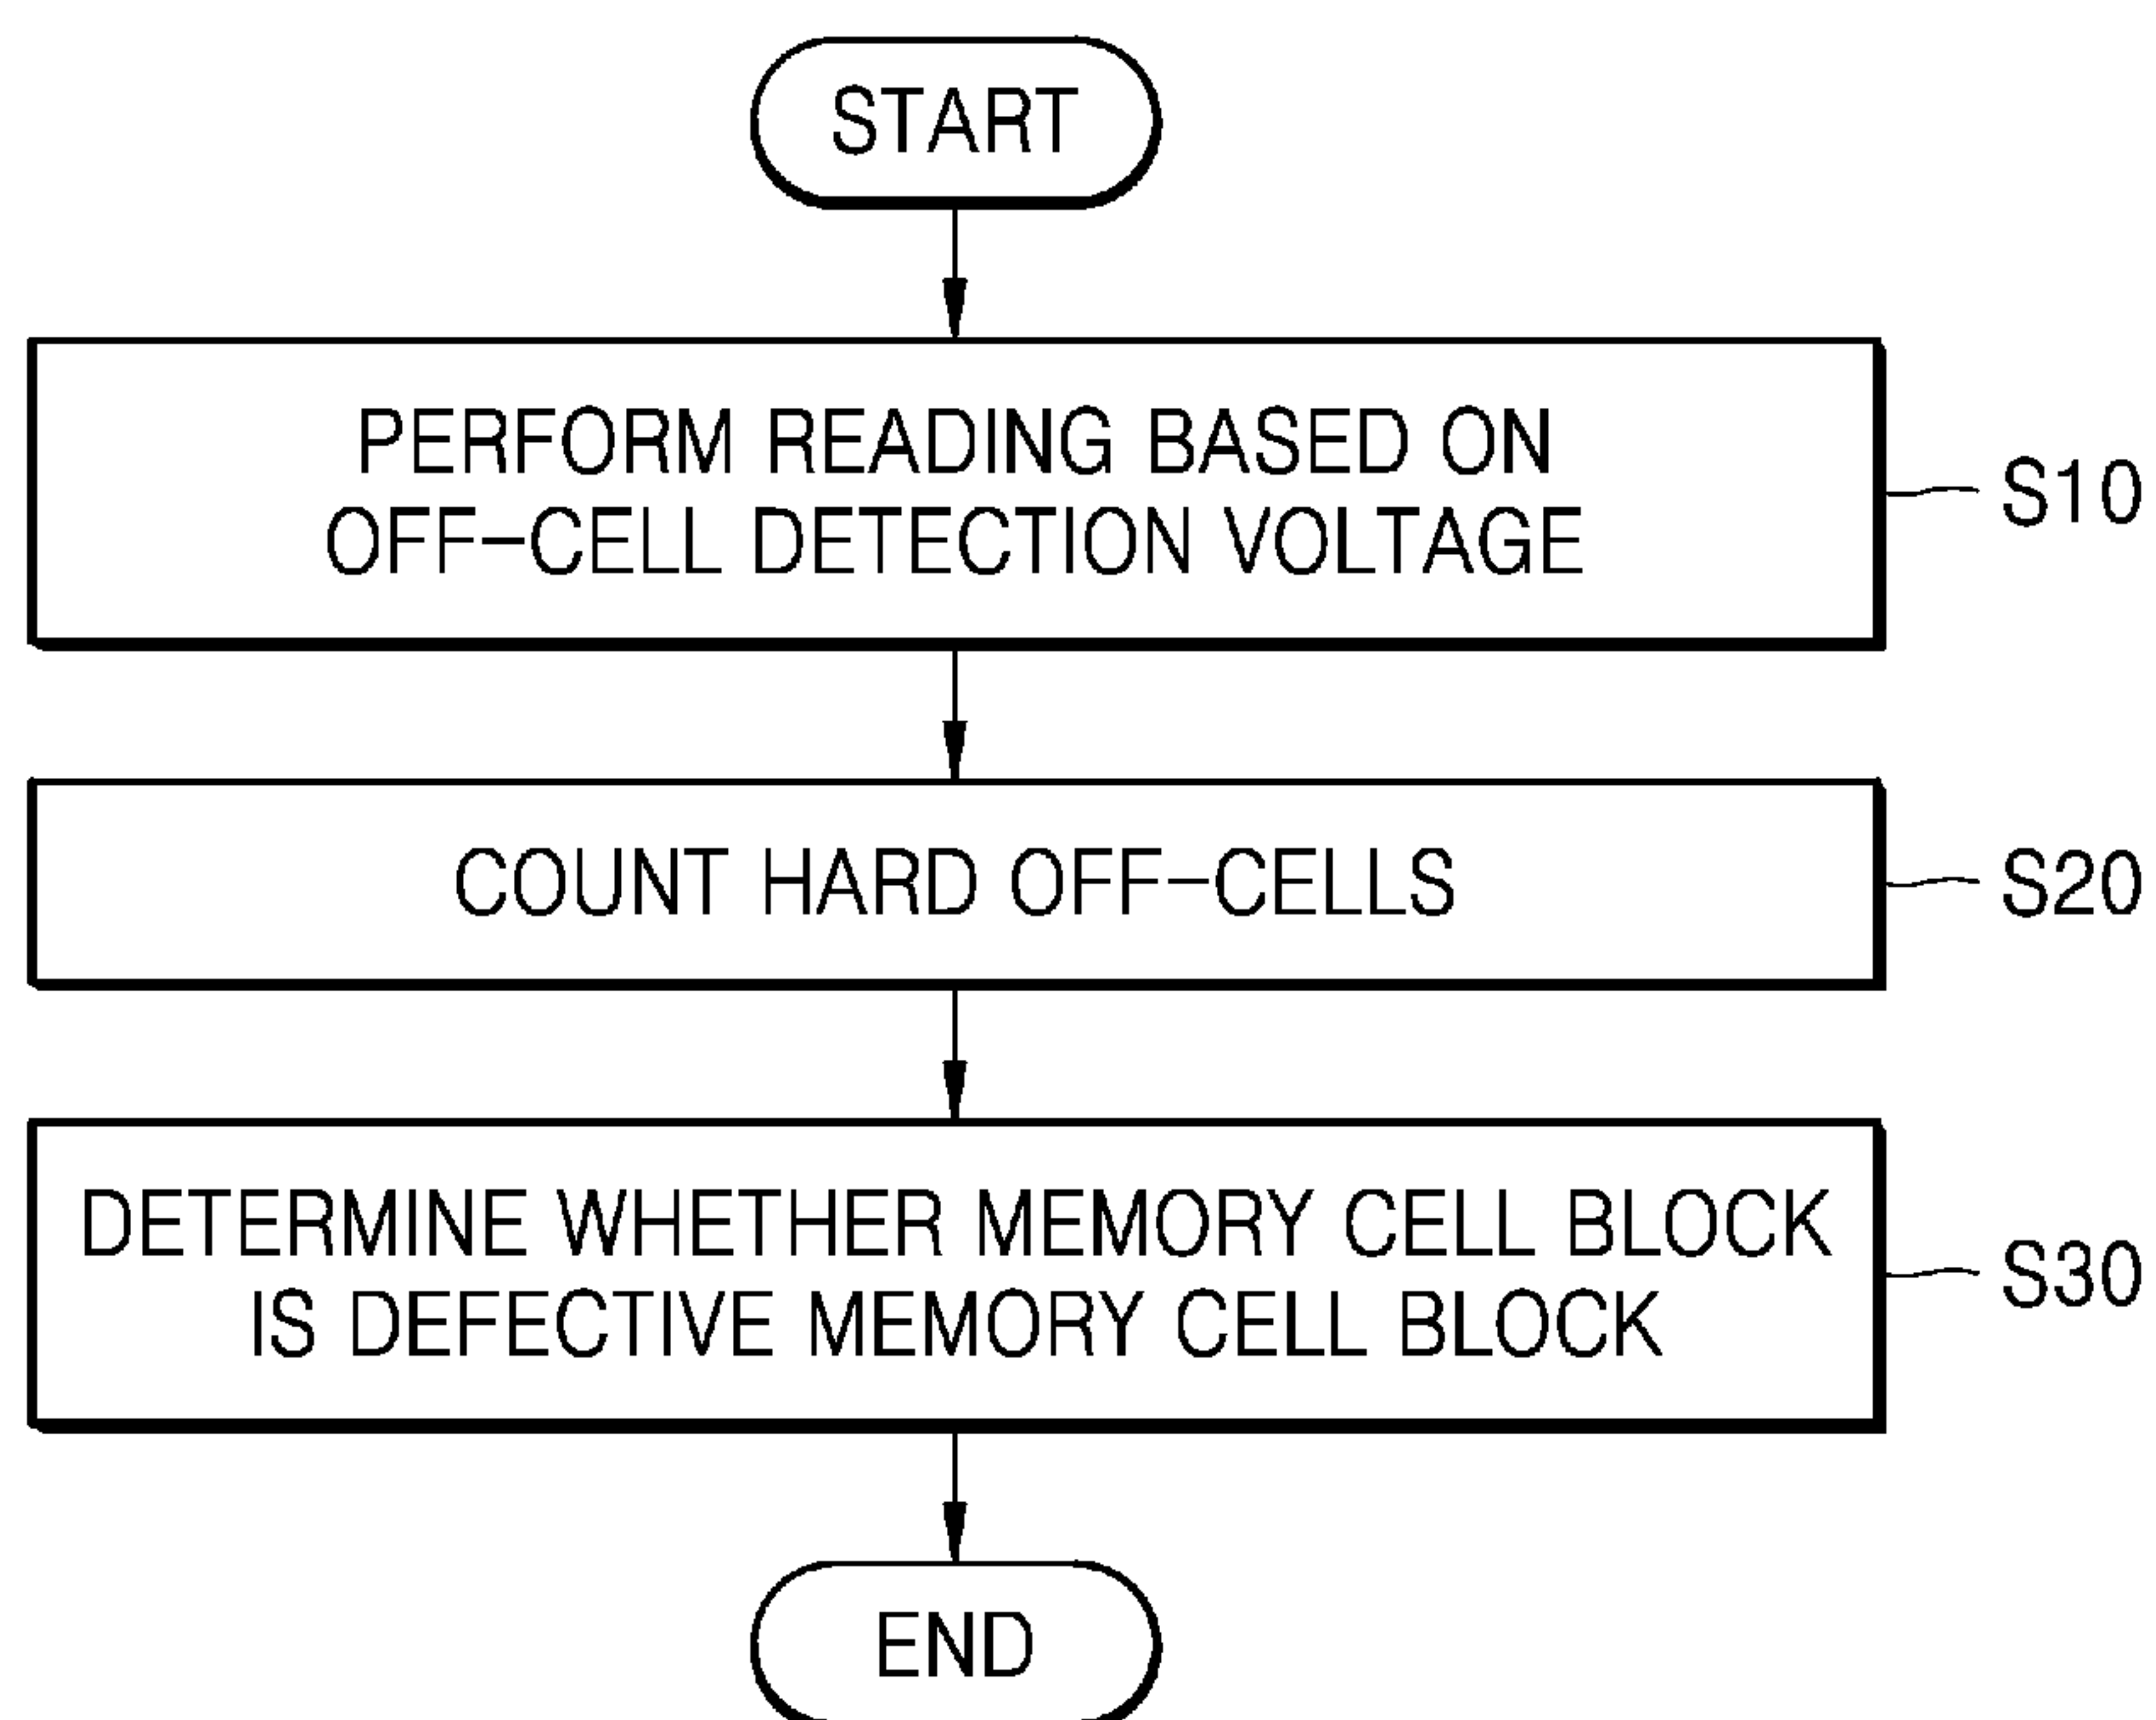 START
PERFORM READING BASED ON
OFF-CELL DETECTION VOLTAGE
S10
COUNT HARD OFF-CELLS
S20
DETERMINE WHETHER MEMORY CELL BLOCK
IS DEFECTIVE MEMORY CELL BLOCK
S30
END